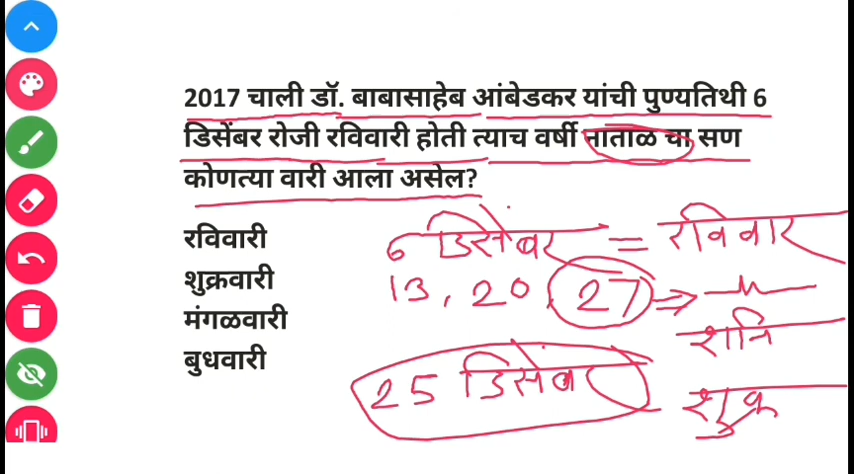 2017 चाली डॉ. बाबासाहेब आंबेडकर यांची पुण्यतिथी 6
डिसेंबर रोजी रविवारी होती त्याच वर्षी नाताळ चा सण
कोणत्या वारी आला असेल?
रविवारी
शुक्रवारी
मंगळवारी
बुधवारी
6 डिसेंबर = रविवार
13, 20, 27 ⇒
शनि
25 डिसेंबर
शुक्र